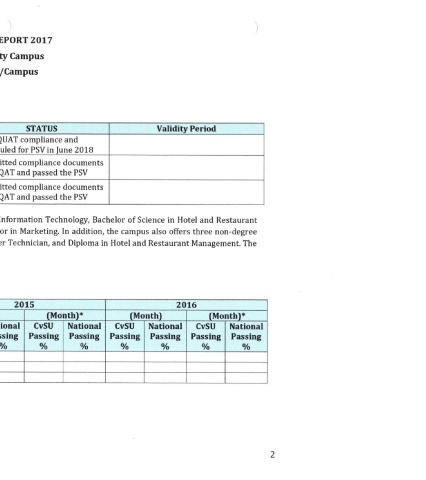 EPORT 2017
ty Campus
/Campus
STATUS Validity Period
QUAT compliance and
uled for PSV in June 2018
itted compliance documents
QAT and passed the PSV
itted compliance documents
QAT and passed the PSV
Information Technology, Bachelor of Science in Hotel and Restaurant
or in Marketing. In addition, the campus also offers three non-degree
er Technician, and Diploma in Hotel and Restaurant Management. The
2015 2016
(Month)* (Month) (Month)*
ional CvSU National CvSU National CvSU National
ssing Passing Passing Passing Passing Passing Passing
% % % % % % %
2